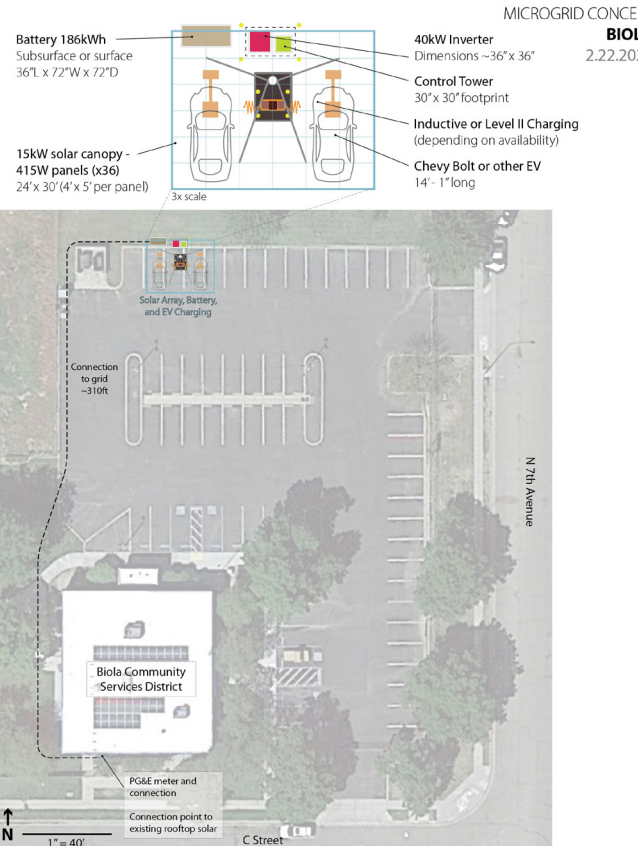 MICROGRID CONCE
BIOL
2.22.202
Battery 186kWh
Subsurface or surface
36"L x 72"W x 72"D
40kW Inverter
Dimensions ~36" x 36"
Control Tower
30" x 30" footprint
Inductive or Level II Charging
(depending on availability)
15kW solar canopy -
415W panels (x36)
24' x 30' (4' x 5' per panel)
Chevy Bolt or other EV
14' - 1" long
3x scale
Solar Array, Battery,
and EV Charging
Connection
to grid
~310ft
N 7th Avenue
Biola Community
Services District
PG&E meter and
connection
Connection point to
existing rooftop solar
N
1" = 40'
C Street